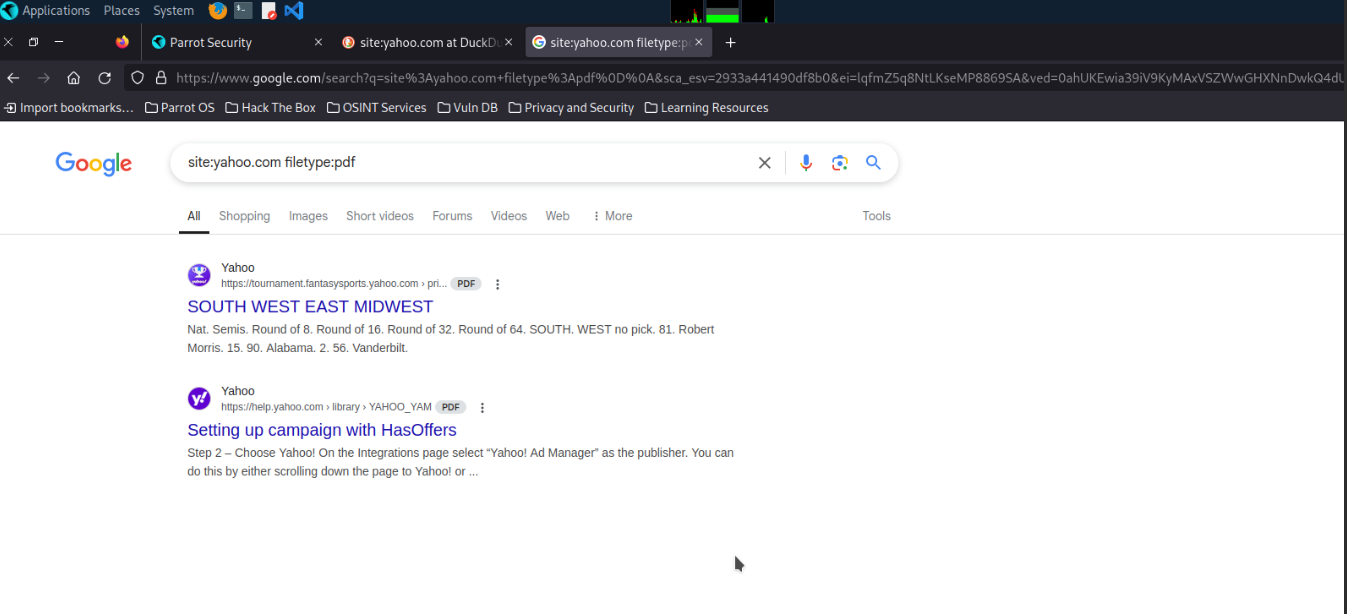 Applications Places System
Parrot Security
site:yahoo.com at DuckDu
site:yahoo.com filetype:pd
https://www.google.com/search?q=site%3Ayahoo.com+filetype%3Apdf%0D%0A&sca_esv=2933a441490df8b0&ei=lqfmZ5q8NtLKseMP8869SA&ved=0ahUKEwia39iV9KyMAxVSZWwGHXNnDwkQ4dU
Import bookmarks… Parrot OS Hack The Box OSINT Services Vuln DB Privacy and Security Learning Resources
Google
site:yahoo.com filetype:pdf
All Shopping Images Short videos Forums Videos Web More Tools
Yahoo
https://tournament.fantasysports.yahoo.com › pri... PDF
SOUTH WEST EAST MIDWEST
Nat. Semis. Round of 8. Round of 16. Round of 32. Round of 64. SOUTH. WEST no pick. 81. Robert
Morris. 15. 90. Alabama. 2. 56. Vanderbilt.
Yahoo
https://help.yahoo.com › library › YAHOO_YAM PDF
Setting up campaign with HasOffers
Step 2 – Choose Yahoo! On the Integrations page select “Yahoo! Ad Manager” as the publisher. You can
do this by either scrolling down the page to Yahoo! or ...